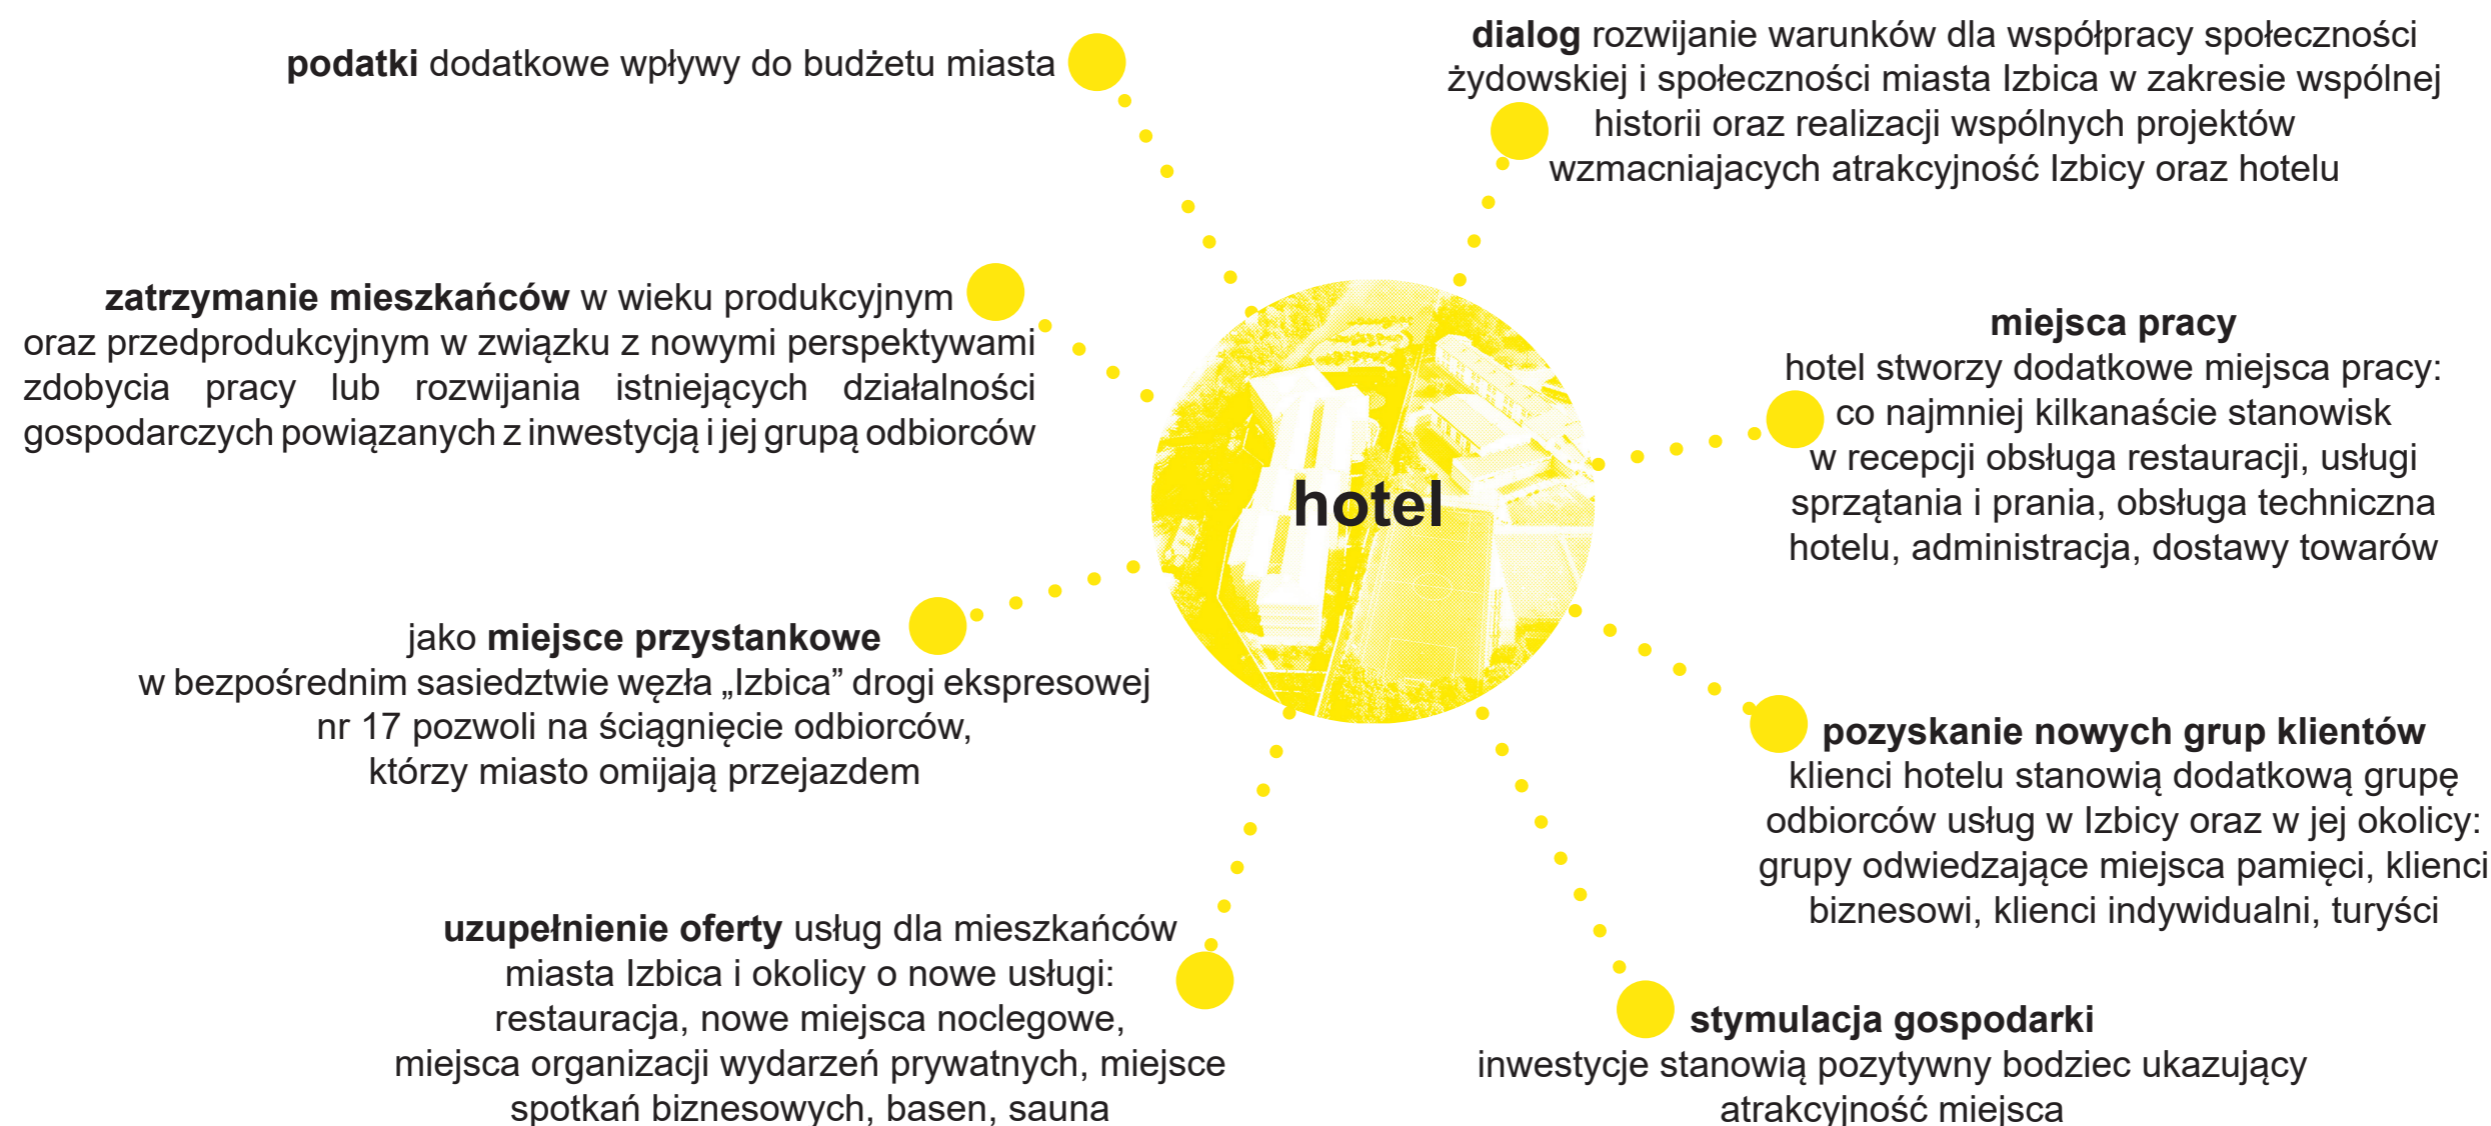 podatki dodatkowe wpływy do budżetu miasta
dialog rozwijanie warunków dla współpracy społeczności
żydowskiej i społeczności miasta Izbica w zakresie wspólnej
historii oraz realizacji wspólnych projektów
wzmacniajacych atrakcyjność Izbicy oraz hotelu
zatrzymanie mieszkańców w wieku produkcyjnym
oraz przedprodukcyjnym w związku z nowymi perspektywami
zdobycia pracy lub rozwijania istniejących działalności
gospodarczych powiązanych z inwestycją i jej grupą odbiorców
miejsca pracy
hotel stworzy dodatkowe miejsca pracy:
co najmniej kilkanaście stanowisk
w recepcji obsługa restauracji, usługi
sprzątania i prania, obsługa techniczna
hotelu, administracja, dostawy towarów
hotel
jako miejsce przystankowe
w bezpośrednim sasiedztwie węzła „Izbica” drogi ekspresowej
nr 17 pozwoli na ściągnięcie odbiorców,
którzy miasto omijają przejazdem
pozyskanie nowych grup klientów
klienci hotelu stanowią dodatkową grupę
odbiorców usług w Izbicy oraz w jej okolicy:
grupy odwiedzające miejsca pamięci, klienci
biznesowi, klienci indywidualni, turyści
uzupełnienie oferty usług dla mieszkańców
miasta Izbica i okolicy o nowe usługi:
restauracja, nowe miejsca noclegowe,
miejsca organizacji wydarzeń prywatnych, miejsce
spotkań biznesowych, basen, sauna
stymulacja gospodarki
inwestycje stanowią pozytywny bodziec ukazujący
atrakcyjność miejsca